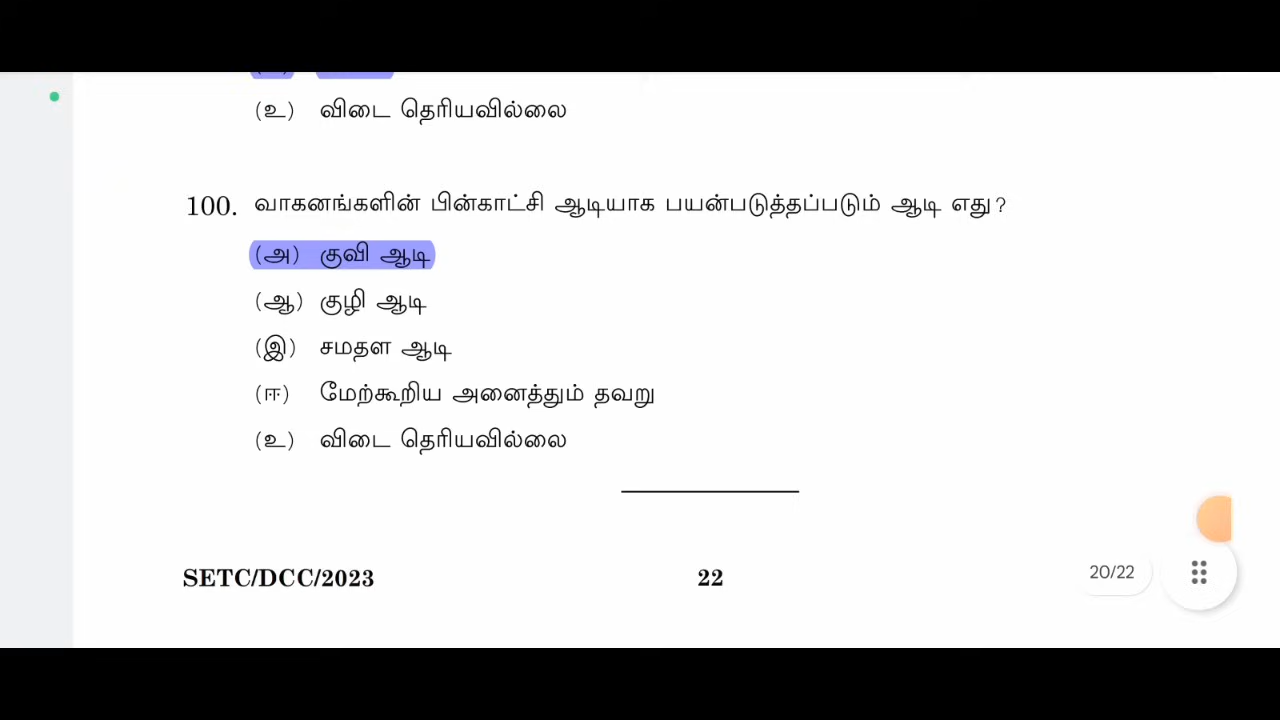 (உ) விடை தெரியவில்லை
100. வாகனங்களின் பின்காட்சி ஆடியாக பயன்படுத்தப்படும் ஆடி எது?
(அ) குவி ஆடி
(ஆ) குழி ஆடி
(இ) சமதள ஆடி
(ஈ) மேற்கூறிய அனைத்தும் தவறு
(உ) விடை தெரியவில்லை
SETC/DCC/2023 22 20/22